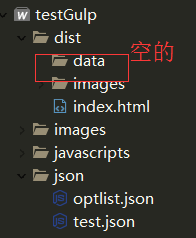 W testGulp
dist
data
空的
images
index.html
images
javascripts
json
optlist.json
test.json